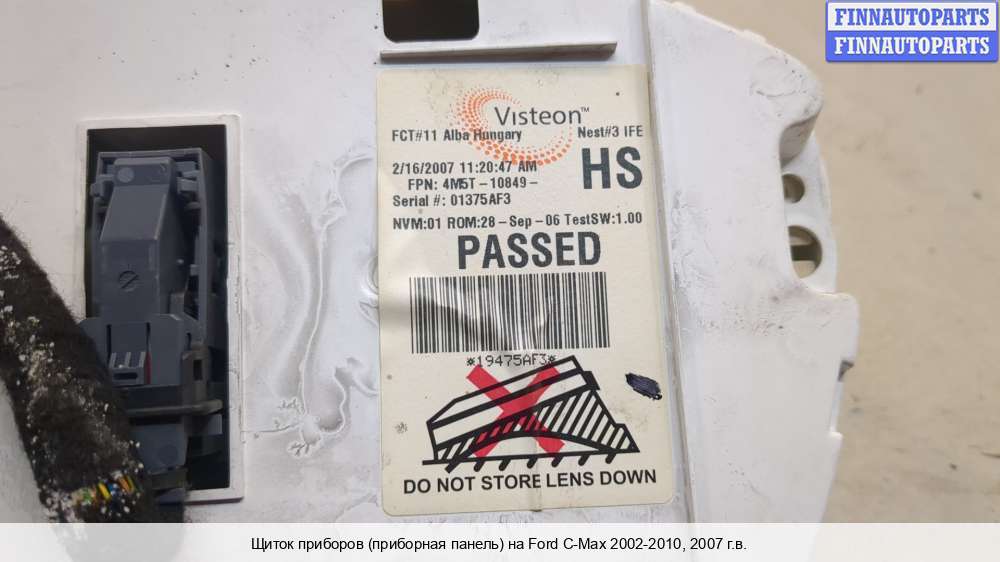 FINNAUTOPARTS
FINNAUTOPARTS
Visteon™
FCT#11 Alba Hungary Nest#3 IFE
2/16/2007 11:20:47 AM
HS
FPN: 4M5T-10849-
Serial #: 01375AF3
NVM:01 ROM:28-Sep-06 TestSW:1.00
PASSED
*19475AF3*
DO NOT STORE LENS DOWN
Щиток приборов (приборная панель) на Ford C-Max 2002-2010, 2007 г.в.